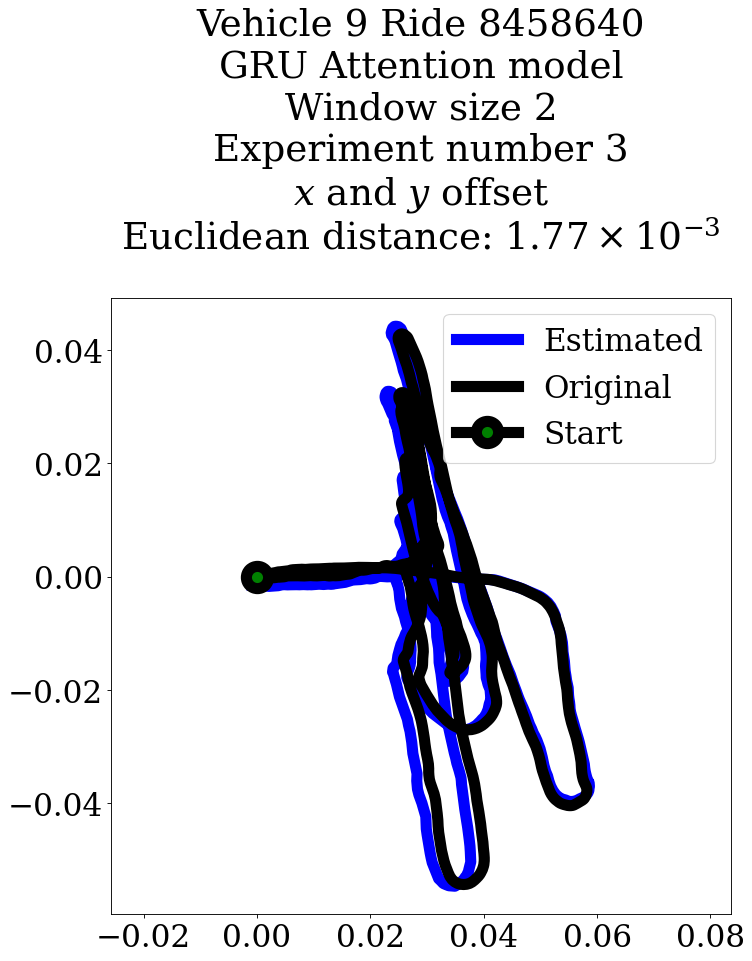 Vehicle 9 Ride 8458640
GRU Attention model
Window size 2
Experiment number 3
x and y offset
Euclidean distance: 1.77 × 10⁻³
Estimated
Original
Start
0.04
0.02
0.00
−0.02
−0.04
−0.02 0.00 0.02 0.04 0.06 0.08